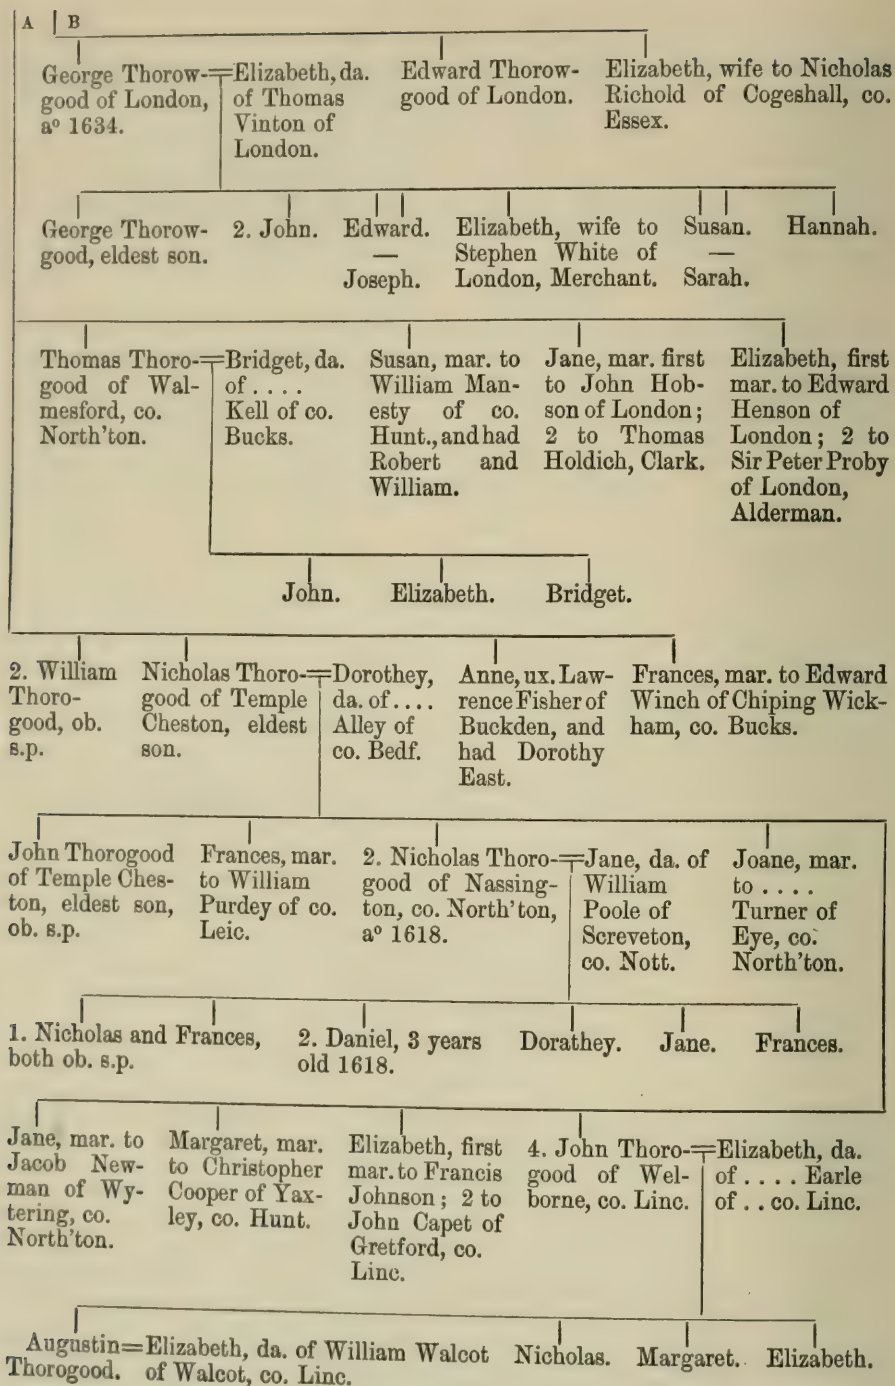 A B
George Thorow-=Elizabeth, da.
good of London, of Thomas
aº 1634. Vinton of
London.
Edward Thorow-
good of London.
Elizabeth, wife to Nicholas
Richold of Cogeshall, co.
Essex.
George Thorow-
good, eldest son.
2. John.
Edward.
—
Joseph.
Elizabeth, wife to
Stephen White of
London, Merchant.
Susan.
—
Sarah.
Hannah.
Thomas Thoro-=Bridget, da.
good of Wal- of . . . .
mesford, co. Kell of co.
North'ton. Bucks.
Susan, mar. to
William Man-
esty of co.
Hunt., and had
Robert and
William.
Jane, mar. first
to John Hob-
son of London;
2 to Thomas
Holdich, Clark.
Elizabeth, first
mar. to Edward
Henson of
London; 2 to
Sir Peter Proby
of London,
Alderman.
John. Elizabeth. Bridget.
2. William
Thoro-
good, ob.
s.p.
Nicholas Thoro-=Dorothey,
good of Temple da. of . . . .
Cheston, eldest Alley of
son. co. Bedf.
Anne, ux. Law-
rence Fisher of
Buckden, and
had Dorothy
East.
Frances, mar. to Edward
Winch of Chiping Wick-
ham, co. Bucks.
John Thorogood
of Temple Ches-
ton, eldest son,
ob. s.p.
Frances, mar.
to William
Purdey of co.
Leic.
2. Nicholas Thoro-=Jane, da. of
good of Nassing- William
ton, co. North'ton, Poole of
aº 1618. Screveton,
co. Nott.
Joane, mar.
to . . . .
Turner of
Eye, co.
North'ton.
1. Nicholas and Frances,
both ob. s.p.
2. Daniel, 3 years
old 1618.
Dorathey. Jane. Frances.
Jane, mar. to
Jacob New-
man of Wy-
tering, co.
North'ton.
Margaret, mar.
to Christopher
Cooper of Yax-
ley, co. Hunt.
Elizabeth, first
mar. to Francis
Johnson; 2 to
John Capet of
Gretford, co.
Linc.
4. John Thoro-=Elizabeth, da.
good of Wel- of . . . . Earle
borne, co. Linc. of . . co. Linc.
Augustin=Elizabeth, da. of William Walcot
Thorogood. of Walcot, co. Linc.
Nicholas. Margaret. Elizabeth.